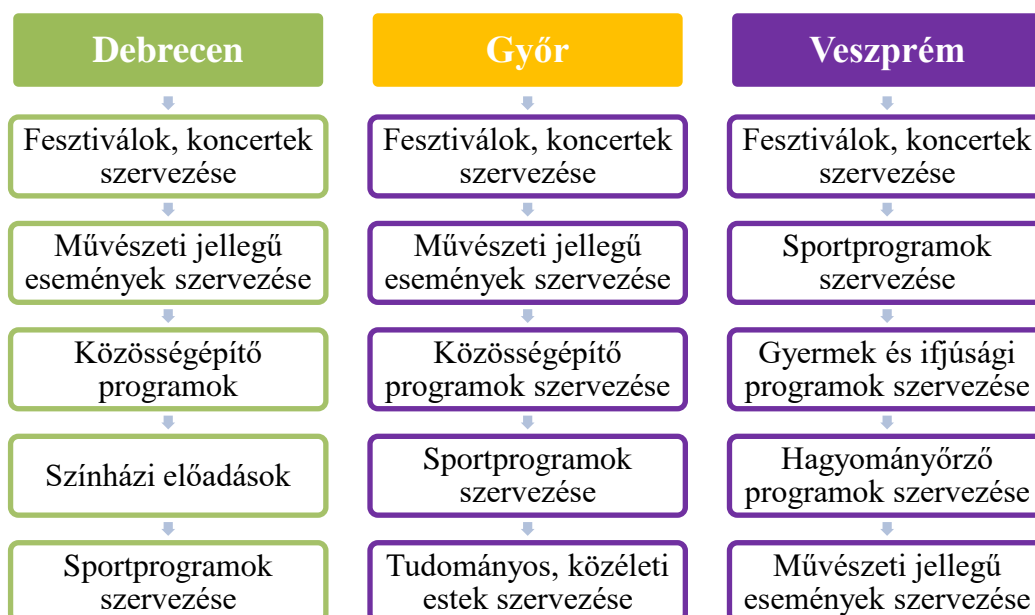 Debrecen
Fesztiválok, koncertek
szervezése
Művészeti jellegű
események szervezése
Közösségépítő
programok
Színházi előadások
Sportprogramok
szervezése
Győr
Fesztiválok, koncertek
szervezése
Művészeti jellegű
események szervezése
Közösségépítő
programok szervezése
Sportprogramok
szervezése
Tudományos, közéleti
estek szervezése
Veszprém
Fesztiválok, koncertek
szervezése
Sportprogramok
szervezése
Gyermek és ifjúsági
programok szervezése
Hagyományőrző
programok szervezése
Művészeti jellegű
események szervezése